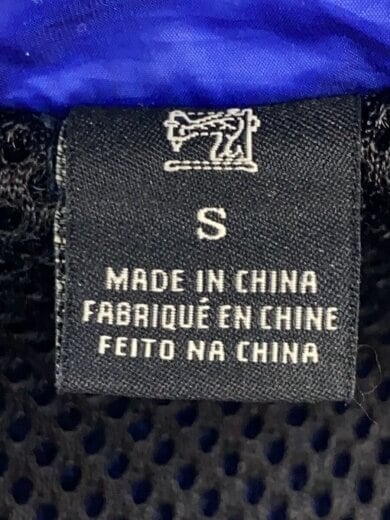 S
MADE IN CHINA
FABRIQUÉ EN CHINE
FEITO NA CHINA